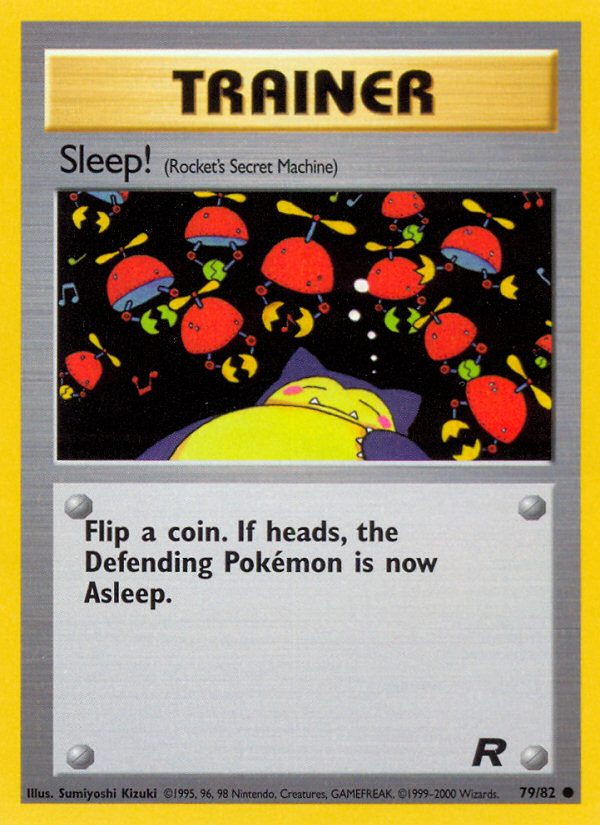 TRAINER
Sleep! (Rocket's Secret Machine)
Flip a coin. If heads, the
Defending Pokémon is now
Asleep.
R
Illus. Sumiyoshi Kizuki ©1995, 96, 98 Nintendo, Creatures, GAMEFREAK. ©1999-2000 Wizards. 79/82 ●